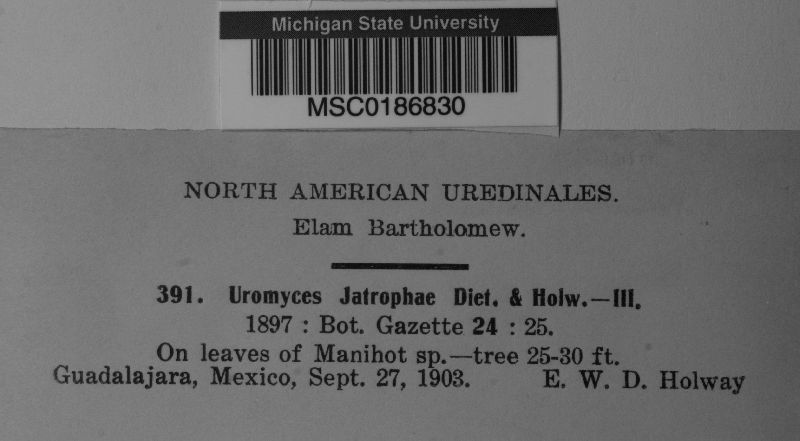 Michigan State University
MSC0186830
NORTH AMERICAN UREDINALES.
Elam Bartholomew.
391. Uromyces Jatrophae Diet. & Holw.—III.
1897 : Bot. Gazette 24 : 25.
On leaves of Manihot sp.—tree 25-30 ft.
Guadalajara, Mexico, Sept. 27, 1903. E. W. D. Holway